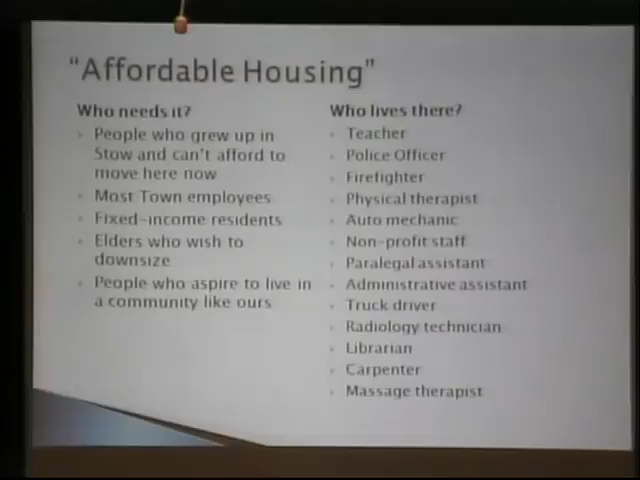 "Affordable Housing"
Who needs it?
People who grew up in
Stow and can't afford to
move here now
Most Town employees
Fixed-income residents
Elders who wish to
downsize
People who aspire to live in
a community like ours
Who lives there?
Teacher
Police Officer
Firefighter
Physical therapist
Auto mechanic
Non-profit staff
Paralegal assistant
Administrative assistant
Truck driver
Radiology technician
Librarian
Carpenter
Massage therapist